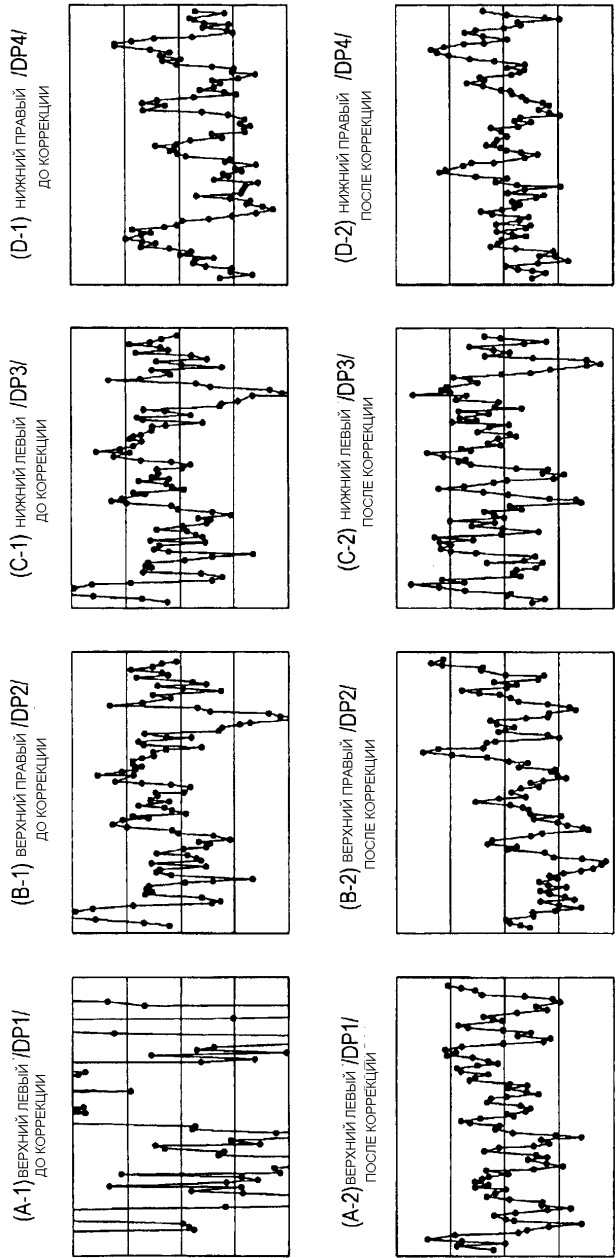 (A-1) ВЕРХНИЙ ЛЕВЫЙ /DP1/
ДО КОРРЕКЦИИ
(B-1) ВЕРХНИЙ ПРАВЫЙ /DP2/
ДО КОРРЕКЦИИ
(C-1) НИЖНИЙ ЛЕВЫЙ /DP3/
ДО КОРРЕКЦИИ
(D-1) НИЖНИЙ ПРАВЫЙ /DP4/
ДО КОРРЕКЦИИ
(A-2) ВЕРХНИЙ ЛЕВЫЙ /DP1/
ПОСЛЕ КОРРЕКЦИИ
(B-2) ВЕРХНИЙ ПРАВЫЙ /DP2/
ПОСЛЕ КОРРЕКЦИИ
(C-2) НИЖНИЙ ЛЕВЫЙ /DP3/
ПОСЛЕ КОРРЕКЦИИ
(D-2) НИЖНИЙ ПРАВЫЙ /DP4/
ПОСЛЕ КОРРЕКЦИИ